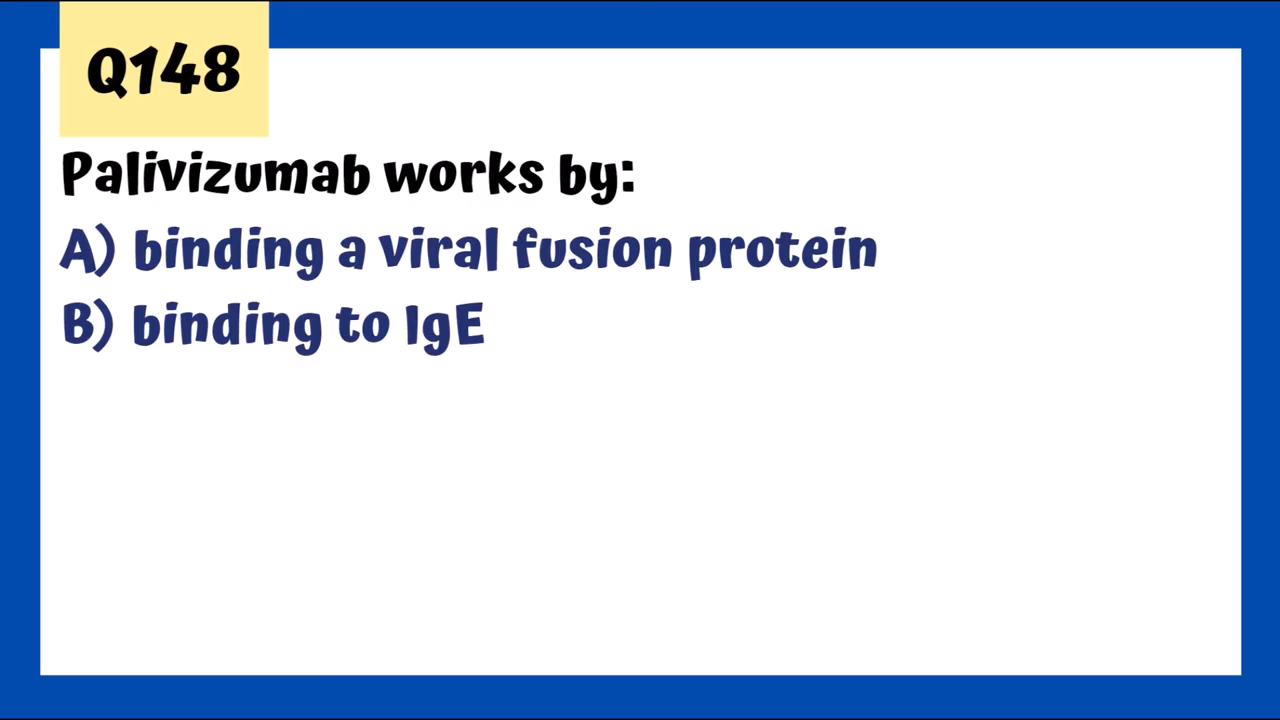 Q148
Palivizumab works by:
A) binding a viral fusion protein
B) binding to IgE